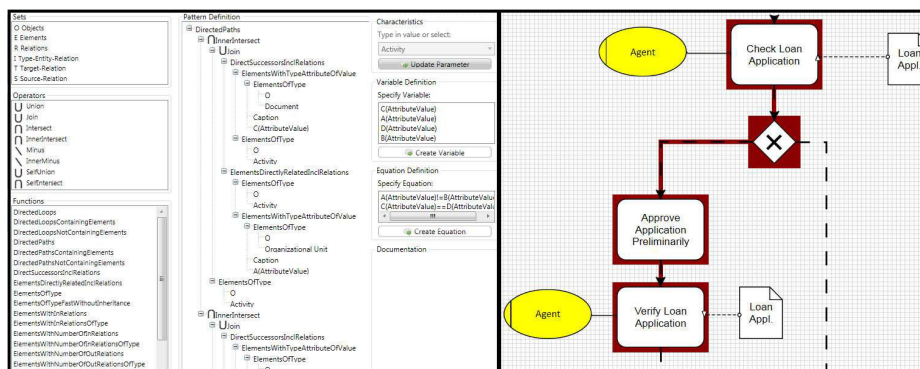 Sets
O Objects
E Elements
R Relations
I Type-Entity-Relation
T Target-Relation
S Source-Relation
Operators
Union
Join
Intersect
InnerIntersect
Minus
InnerMinus
SelfUnion
SelfIntersect
Functions
DirectedLoops
DirectedLoopsContainingElements
DirectedLoopsNotContainingElements
DirectedPaths
DirectedPathsContainingElements
DirectedPathsNotContainingElements
DirectSuccessorsInclRelations
ElementsDirectlyRelatedInclRelations
ElementsOfType
ElementsOfTypeFastWithoutInheritance
ElementsWithInRelations
ElementsWithInRelationsOfType
ElementsWithNumberOfInRelations
ElementsWithNumberOfInRelationsOfType
ElementsWithNumberOfOutRelations
ElementsWithNumberOfOutRelationsOfType
Pattern Definition
DirectedPaths
InnerIntersect
Join
DirectSuccessorsInclRelations
ElementsWithTypeAttributeOfValue
ElementsOfType
O
Document
Caption
C(AttributeValue)
ElementsOfType
O
Activity
ElementsDirectlyRelatedInclRelations
ElementsOfType
O
Activity
ElementsWithTypeAttributeOfValue
ElementsOfType
O
Organizational Unit
Caption
A(AttributeValue)
ElementsOfType
O
Activity
InnerIntersect
Join
DirectSuccessorsInclRelations
ElementsWithTypeAttributeOfValue
ElementsOfType
Characteristics
Type in value or select:
Activity
Update Parameter
Variable Definition
Specify Variable:
C(AttributeValue)
A(AttributeValue)
D(AttributeValue)
B(AttributeValue)
Create Variable
Equation Definition
Specify Equation:
A(AttributeValue)!=B(AttributeValu
C(AttributeValue)==D(AttributeValu
Create Equation
Documentation
Agent
Check Loan
Application
Loan
Appl.
Approve
Application
Preliminarily
Agent
Verify Loan
Application
Loan
Appl.